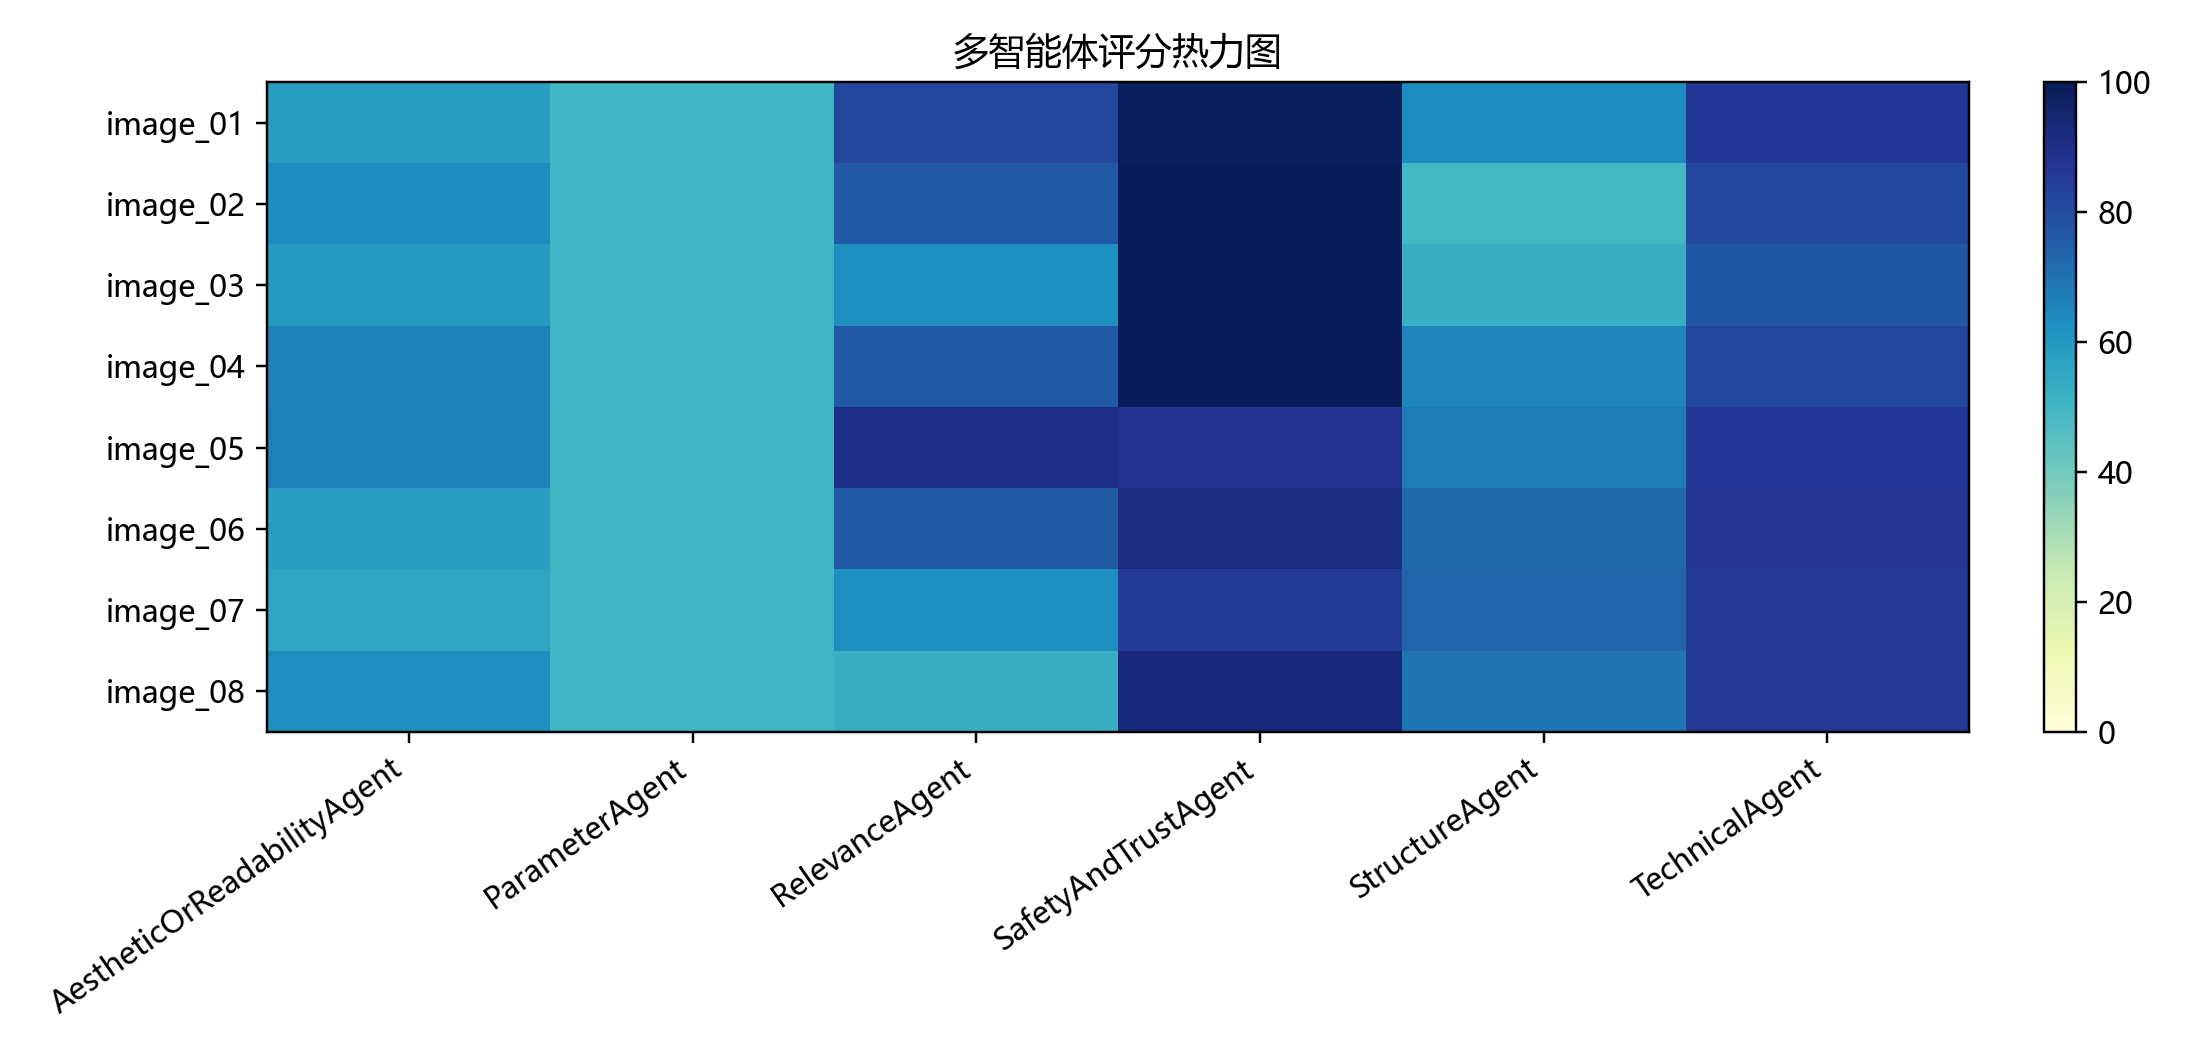 多智能体评分热力图
image_01
image_02
image_03
image_04
image_05
image_06
image_07
image_08
AestheticOrReadabilityAgent
ParameterAgent
RelevanceAgent
SafetyAndTrustAgent
StructureAgent
TechnicalAgent
100
80
60
40
20
0